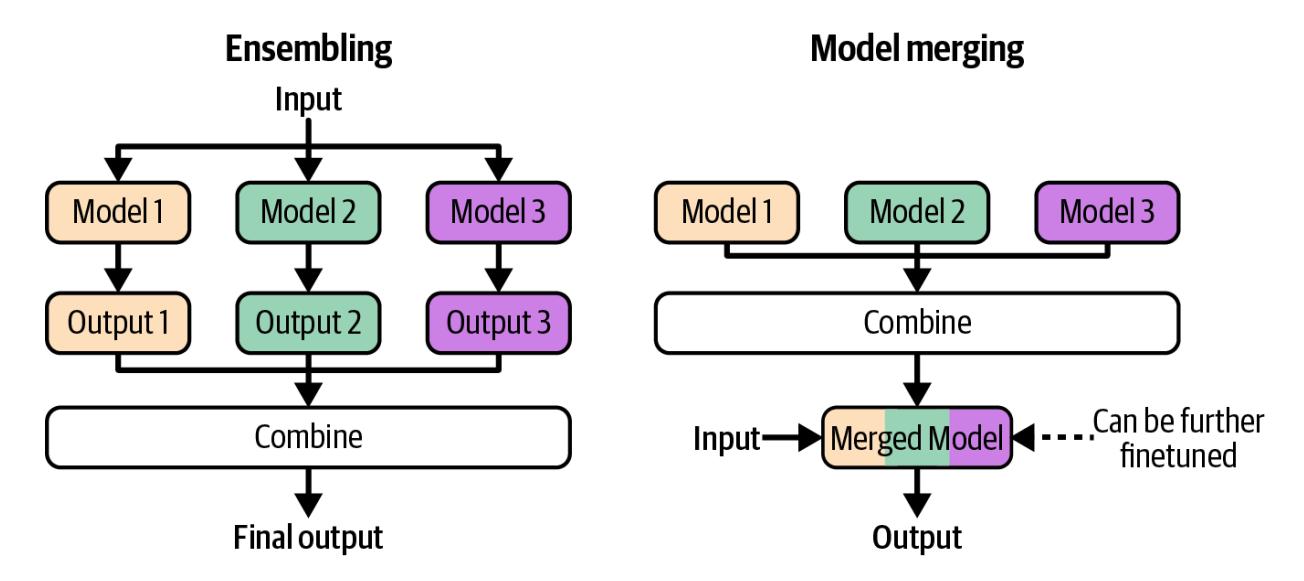 Ensembling
Input
Model 1
Model 2
Model 3
Output 1
Output 2
Output 3
Combine
Final output
Model merging
Model 1
Model 2
Model 3
Combine
Input
Merged Model
Can be further
finetuned
Output